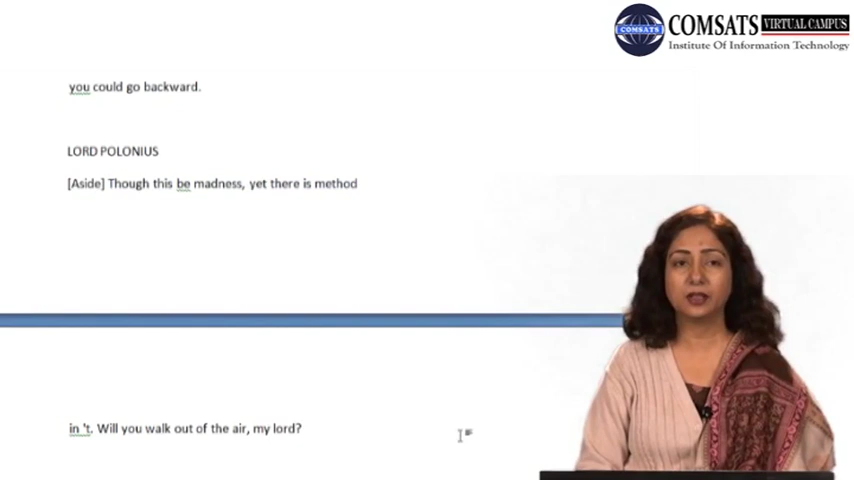 COMSATS VIRTUAL CAMPUS
COMSATS
Institute Of Information Technology
you could go backward.
LORD POLONIUS
[Aside] Though this be madness, yet there is method
in 't. Will you walk out of the air, my lord?